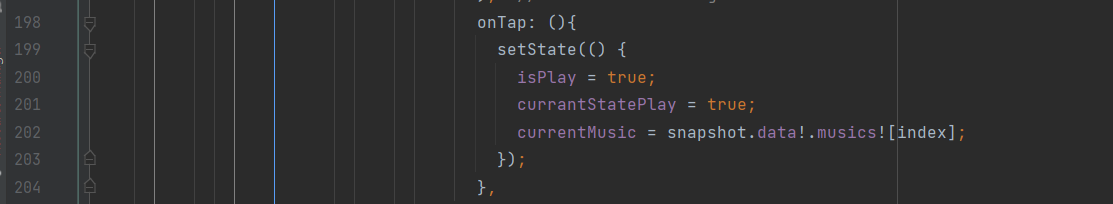 198 onTap: (){
199 setState(() {
200 isPlay = true;
201 currantStatePlay = true;
202 currentMusic = snapshot.data!.musics![index];
203 });
204 },